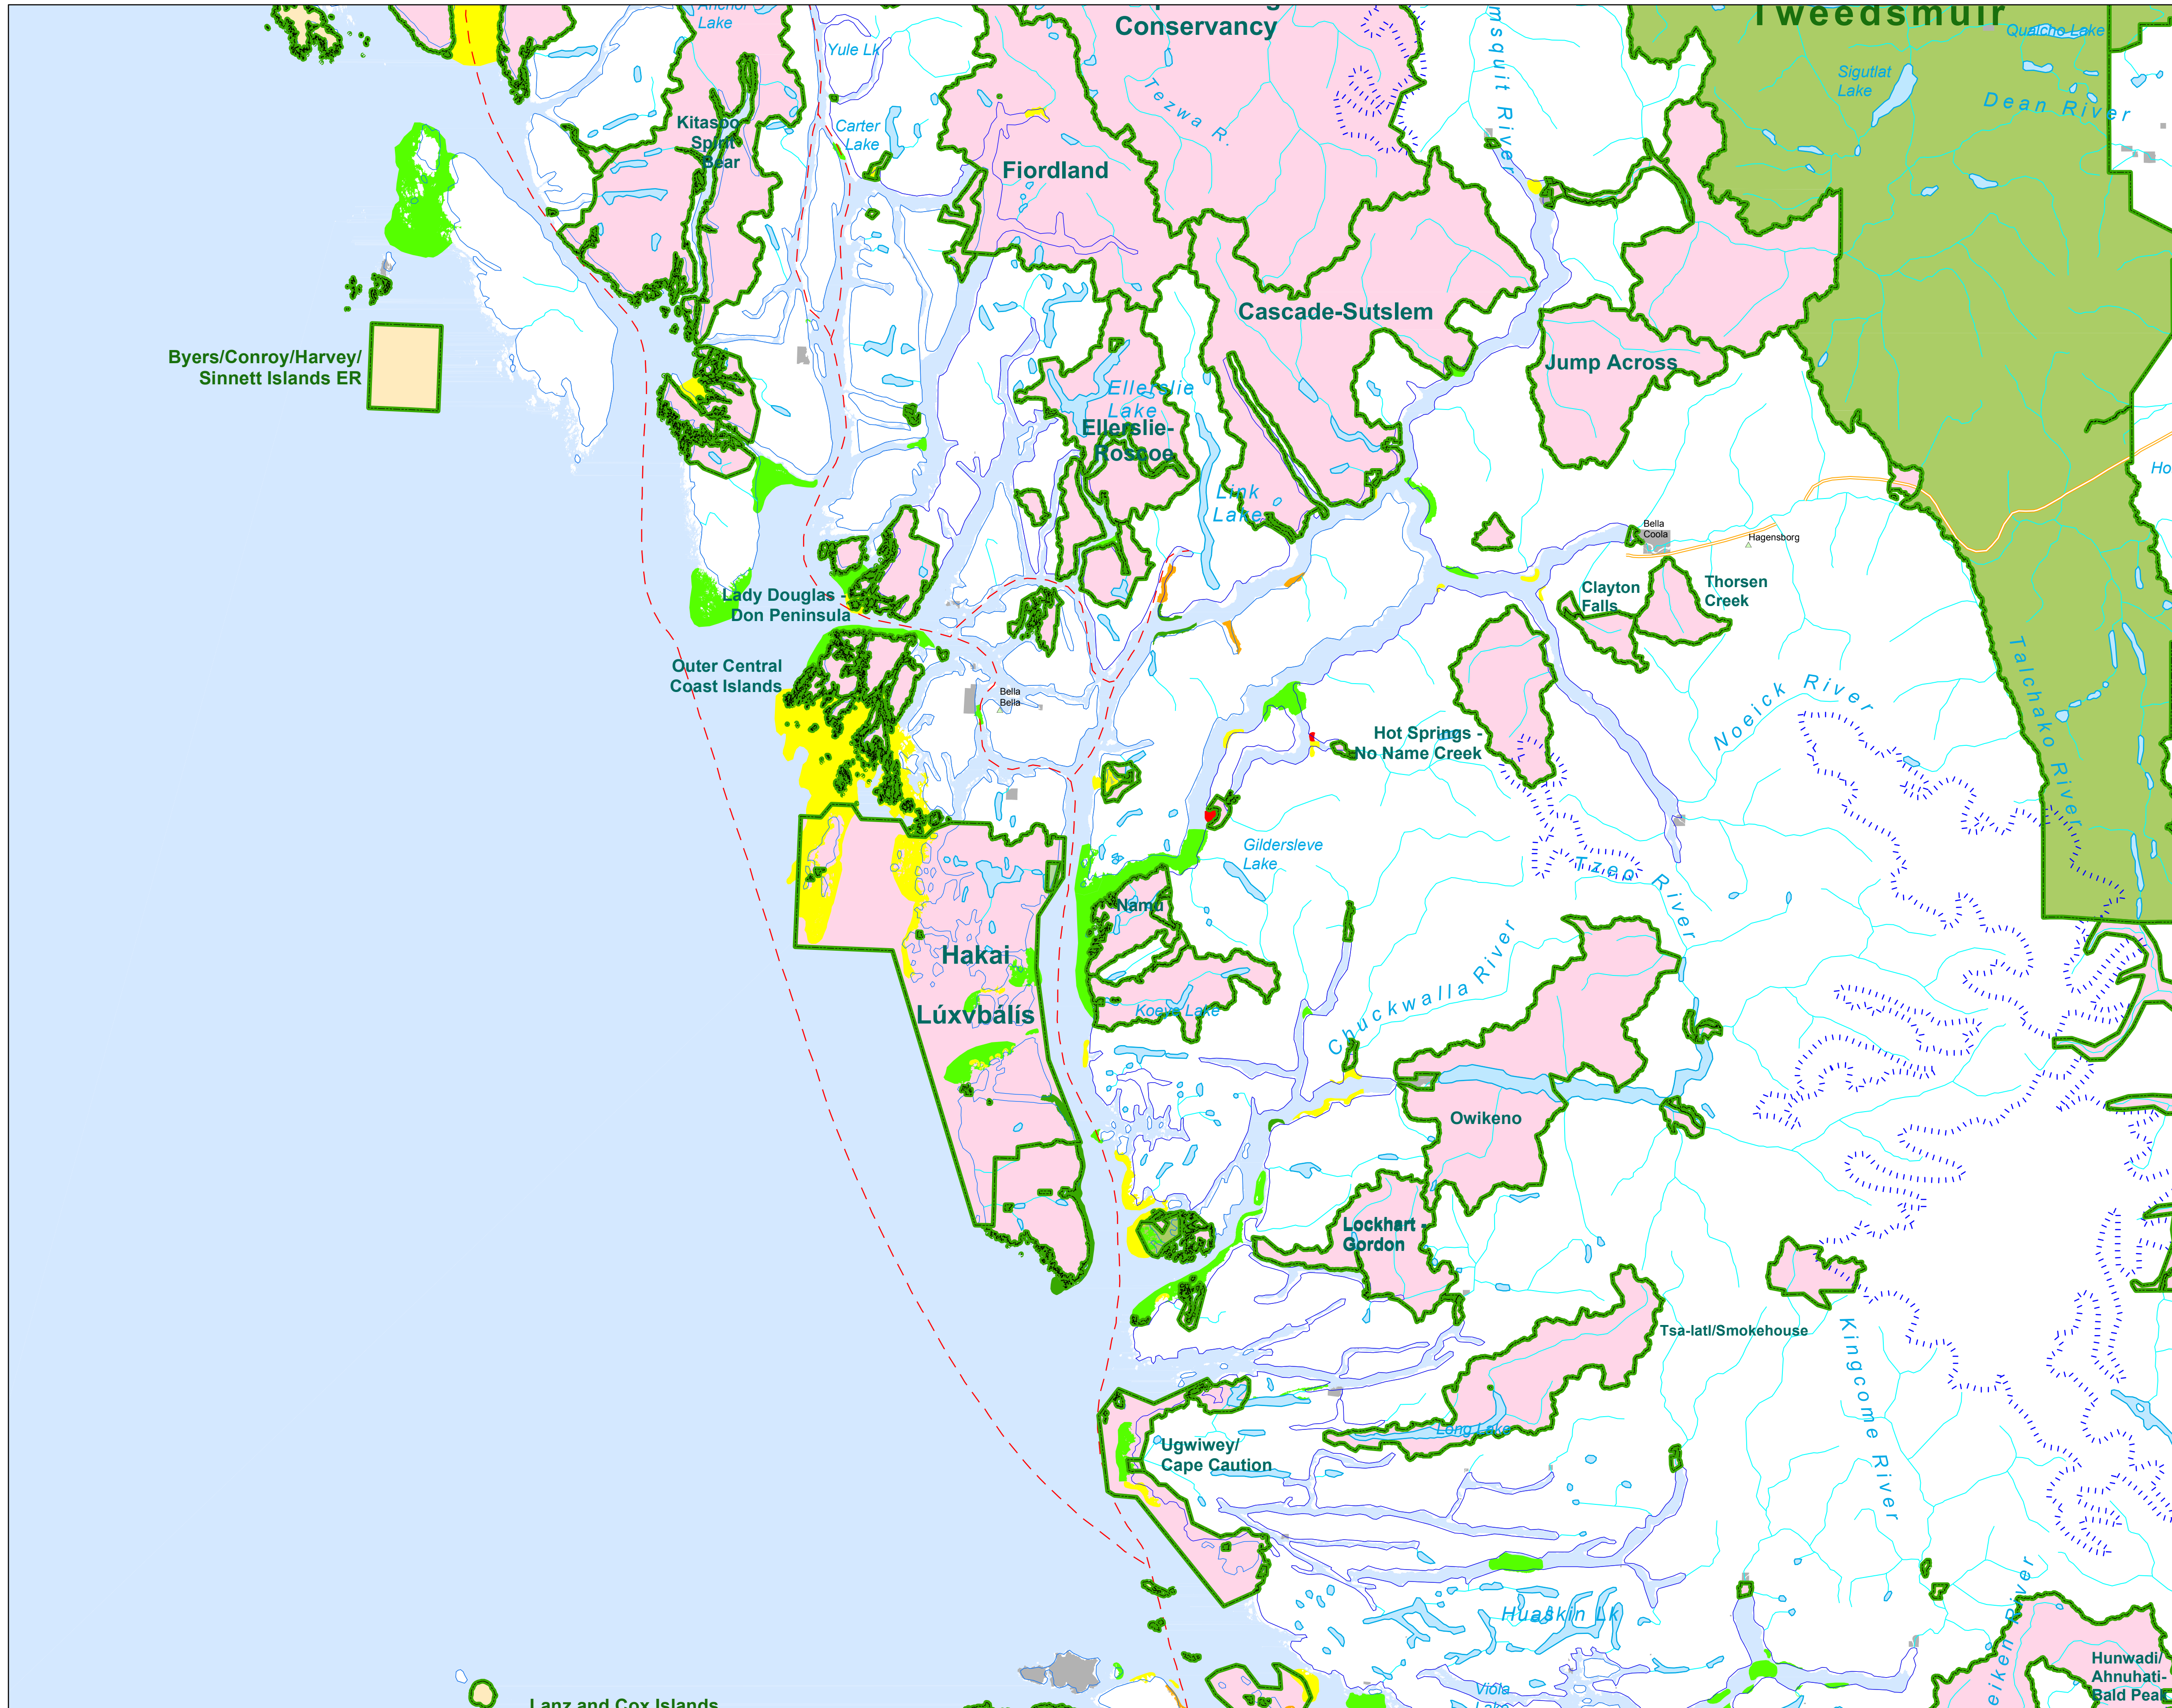 Anchor
Lake
Conservancy
Tweedsmuir
Qualcho Lake
Yule Lk
Sigutlat
Lake
Dean River
Tezwa R.
Kitasoo
Spirit
Bear
Carter
Lake
Fiordland
Cascade-Sutslem
Byers/Conroy/Harvey/
Sinnett Islands ER
Jump Across
Ellerslie
Lake
Ellerslie-
Roscoe
Link
Lake
Ho
Bella
Coola
Hagensborg
Clayton
Falls
Thorsen
Creek
Lady Douglas -
Don Peninsula
Outer Central
Coast Islands
Bella
Bella
Talchako River
Noeick River
Hot Springs -
No Name Creek
Gildersleve
Lake
Tzeo River
Namu
Hakai
Chuckwalla River
Koeye Lake
Lúxvbálís
Owikeno
Lockhart -
Gordon
Tsa-latl/Smokehouse
Kingcome River
Long Lake
Ugwiwey/
Cape Caution
Huaskin Lk
Hunwadi/
Ahnuhati-
Bald Peak
Viola
Lake
Lanz and Cox Islands